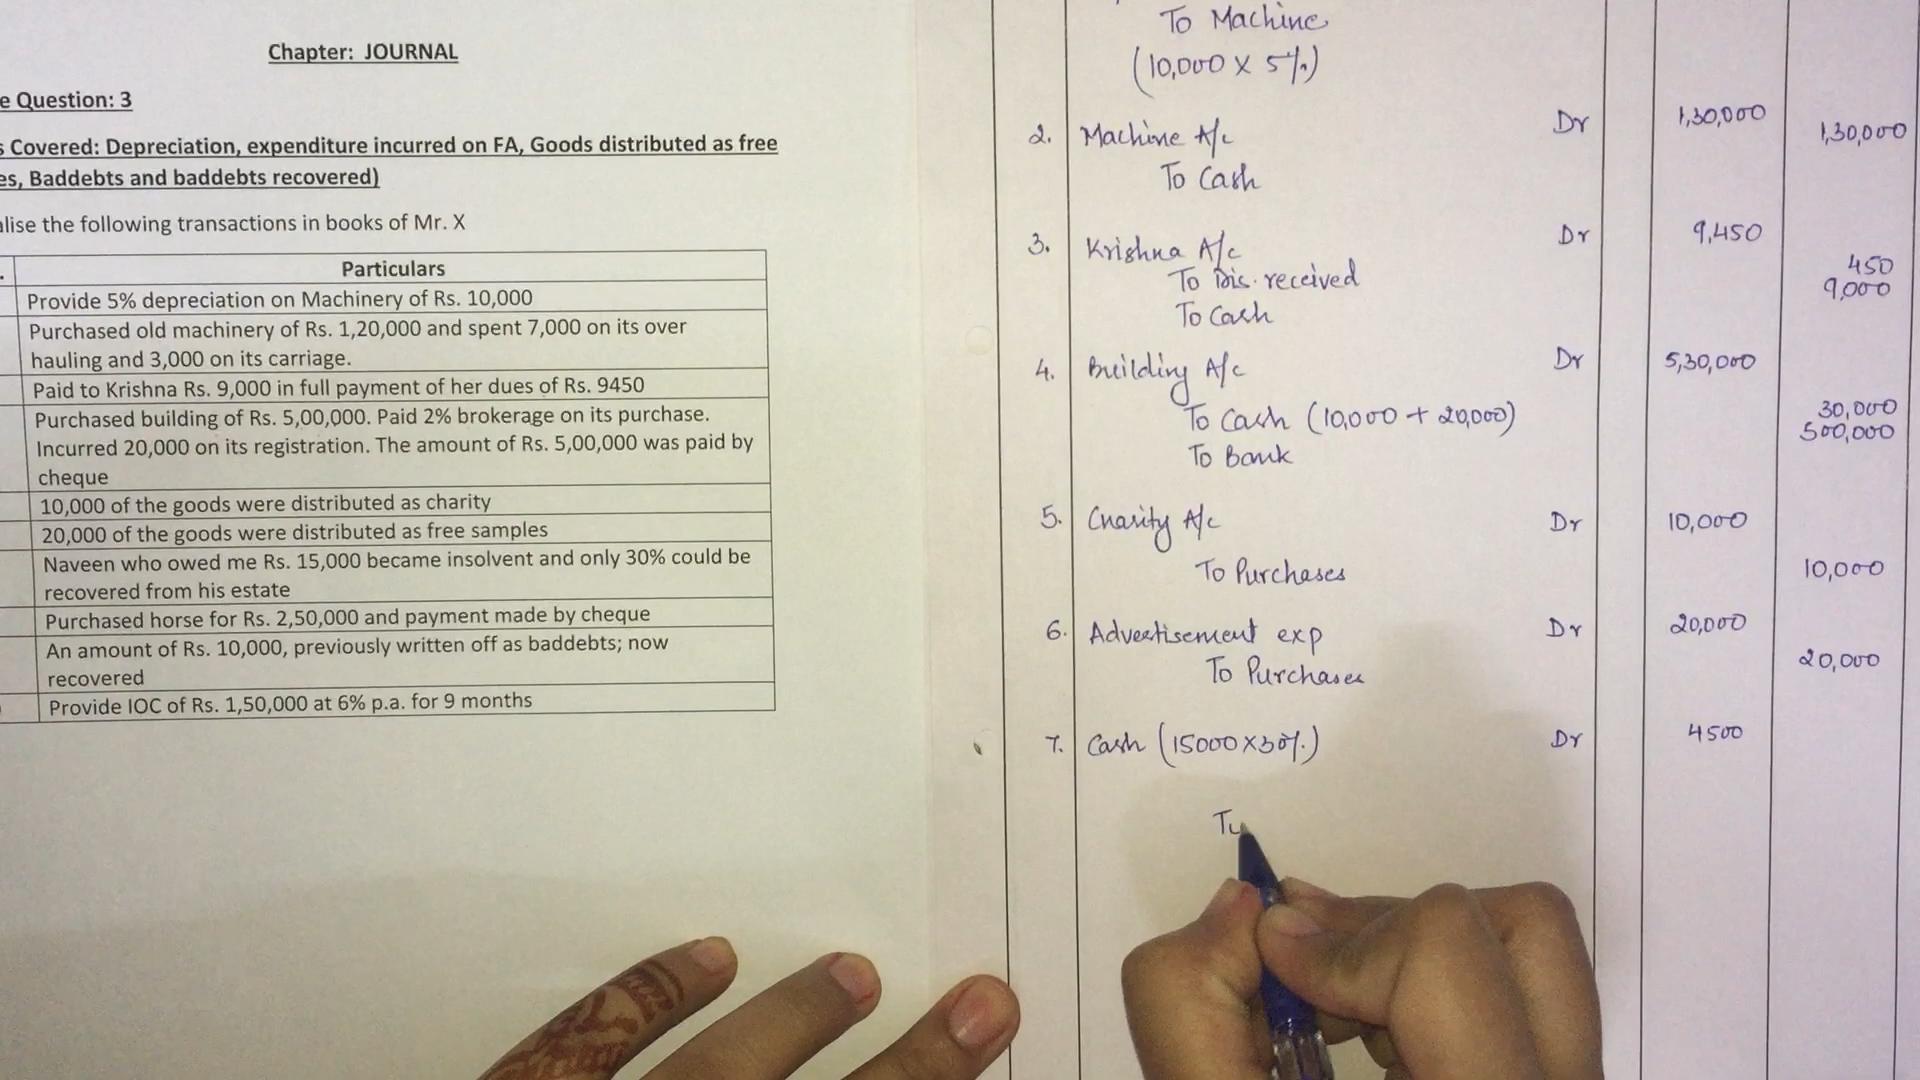 Chapter: JOURNAL
e Question: 3
s Covered: Depreciation, expenditure incurred on FA, Goods distributed as free
es, Baddebts and baddebts recovered)
alise the following transactions in books of Mr. X
. Particulars
Provide 5% depreciation on Machinery of Rs. 10,000
Purchased old machinery of Rs. 1,20,000 and spent 7,000 on its over
hauling and 3,000 on its carriage.
Paid to Krishna Rs. 9,000 in full payment of her dues of Rs. 9450
Purchased building of Rs. 5,00,000. Paid 2% brokerage on its purchase.
Incurred 20,000 on its registration. The amount of Rs. 5,00,000 was paid by
cheque
10,000 of the goods were distributed as charity
20,000 of the goods were distributed as free samples
Naveen who owed me Rs. 15,000 became insolvent and only 30% could be
recovered from his estate
Purchased horse for Rs. 2,50,000 and payment made by cheque
An amount of Rs. 10,000, previously written off as baddebts; now
recovered
Provide IOC of Rs. 1,50,000 at 6% p.a. for 9 months
To Machine
(10,000 X 5%)
2. Machine A/c Dr 1,30,000
1,30,000
To Cash
3. Krishna A/c Dr 9,450
To Dis. received 450
To Cash 9,000
4. Building A/c Dr 5,30,000
To Cash (10,000 + 20,000) 30,000
To Bank 500,000
5. Charity A/c Dr 10,000
To Purchases 10,000
6. Advertisement exp Dr 20,000
To Purchases 20,000
7. Cash (15000X30%) Dr 4500